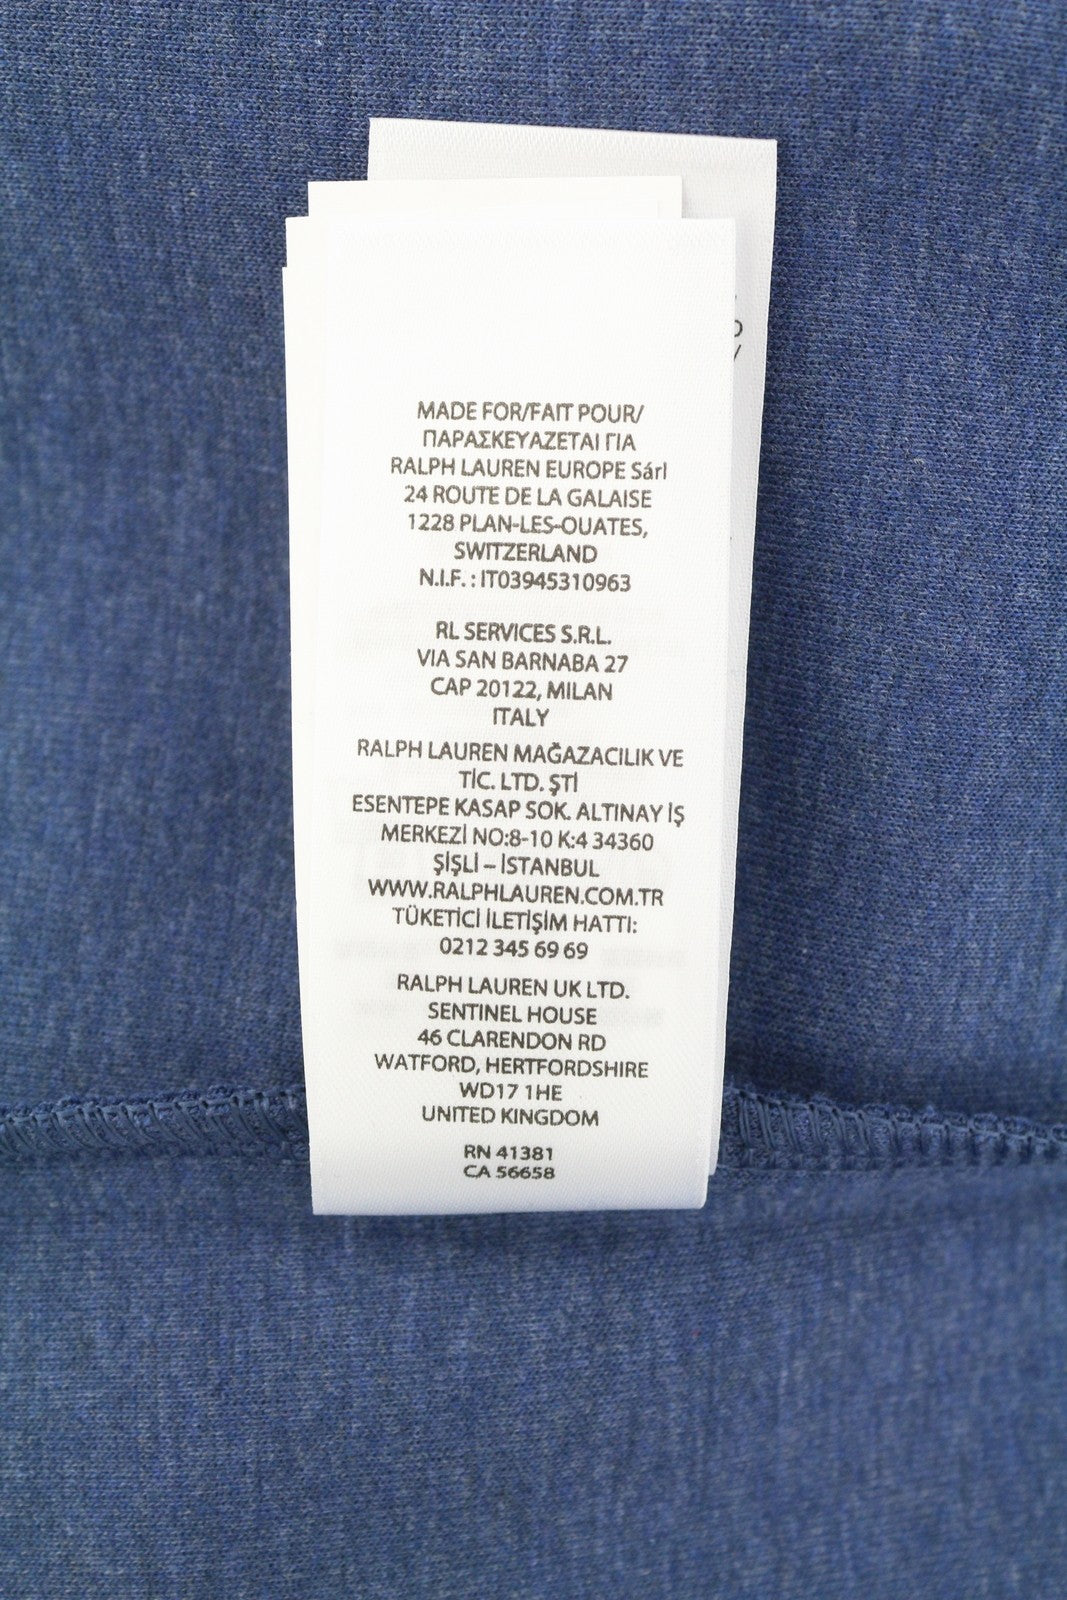 MADE FOR/FAIT POUR/
ΠΑΡΑΣΚΕΥΑΖΕΤΑΙ ΓΙΑ
RALPH LAUREN EUROPE Sárl
24 ROUTE DE LA GALAISE
1228 PLAN-LES-OUATES,
SWITZERLAND
N.I.F. : IT03945310963
RL SERVICES S.R.L.
VIA SAN BARNABA 27
CAP 20122, MILAN
ITALY
RALPH LAUREN MAĞAZACILIK VE
TİC. LTD. ŞTİ
ESENTEPE KASAP SOK. ALTINAY İŞ
MERKEZİ NO:8-10 K:4 34360
ŞİŞLİ – İSTANBUL
WWW.RALPHLAUREN.COM.TR
TÜKETİCİ İLETİŞİM HATTI:
0212 345 69 69
RALPH LAUREN UK LTD.
SENTINEL HOUSE
46 CLARENDON RD
WATFORD, HERTFORDSHIRE
WD17 1HE
UNITED KINGDOM
RN 41381
CA 56658